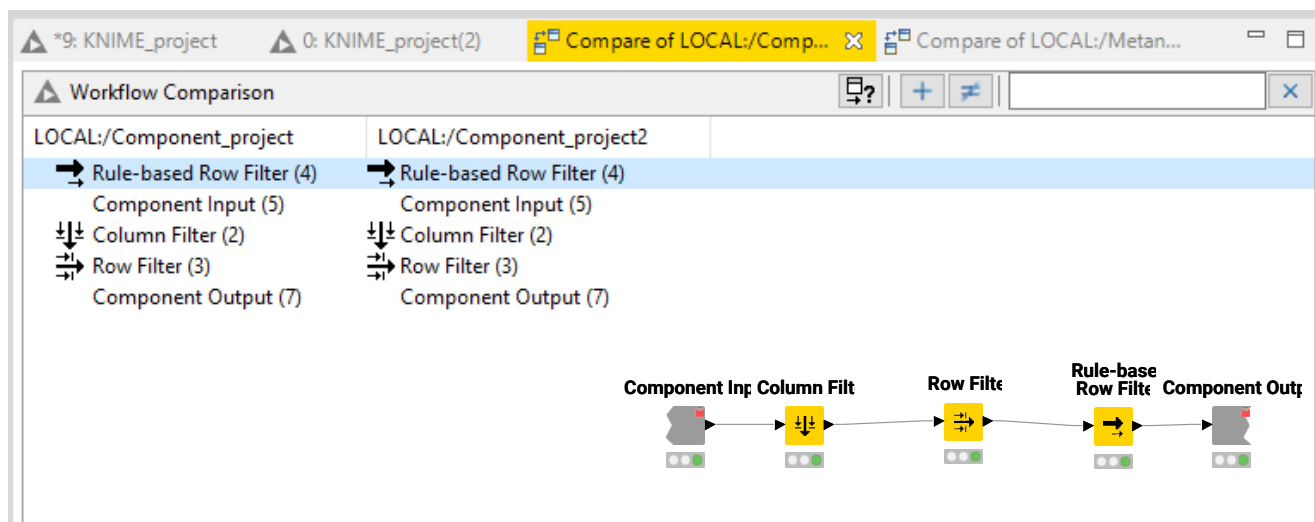 *9: KNIME_project 0: KNIME_project(2) Compare of LOCAL:/Comp... Compare of LOCAL:/Metan...
Workflow Comparison ?
LOCAL:/Component_project LOCAL:/Component_project2
Rule-based Row Filter (4) Rule-based Row Filter (4)
Component Input (5) Component Input (5)
Column Filter (2) Column Filter (2)
Row Filter (3) Row Filter (3)
Component Output (7) Component Output (7)
Rule-base
Component Inp Column Filt Row Filte Row Filte Component Outp